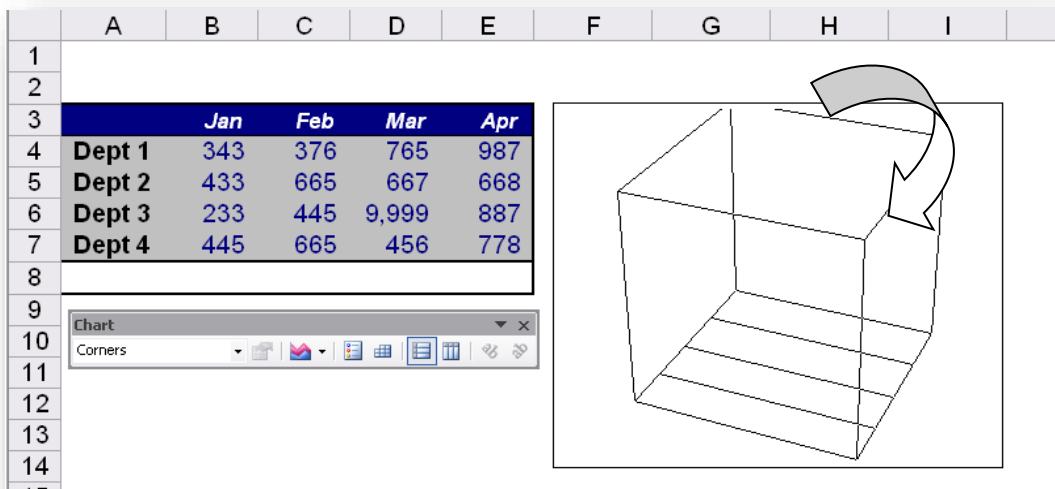 A B C D E F G H I
1
2
3 Jan Feb Mar Apr
4 Dept 1 343 376 765 987
5 Dept 2 433 665 667 668
6 Dept 3 233 445 9,999 887
7 Dept 4 445 665 456 778
8
9
Chart
10
Corners
11
12
13
14